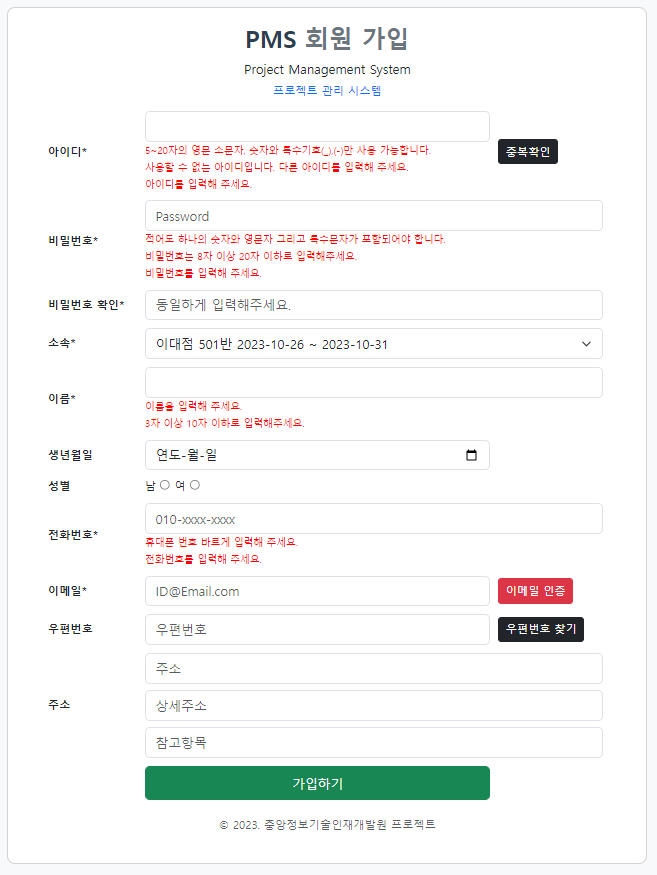 PMS 회원 가입
Project Management System
프로젝트 관리 시스템
아이디*
5~20자의 영문 소문자, 숫자와 특수기호(_),(-)만 사용 가능합니다.
사용할 수 없는 아이디입니다. 다른 아이디를 입력해 주세요.
아이디를 입력해 주세요.
중복확인
비밀번호*
Password
적어도 하나의 숫자와 영문자 그리고 특수문자가 포함되어야 합니다.
비밀번호는 8자 이상 20자 이하로 입력해주세요.
비밀번호를 입력해 주세요.
비밀번호 확인*
동일하게 입력해주세요.
소속*
이대점 501반 2023-10-26 ~ 2023-10-31
이름*
이름을 입력해 주세요.
3자 이상 10자 이하로 입력해주세요.
생년월일
연도-월-일
성별
남 여
전화번호*
010-xxxx-xxxx
휴대폰 번호 바르게 입력해 주세요.
전화번호를 입력해 주세요.
이메일*
ID@Email.com
이메일 인증
우편번호
우편번호
우편번호 찾기
주소
주소
상세주소
참고항목
가입하기
© 2023. 중앙정보기술인재개발원 프로젝트